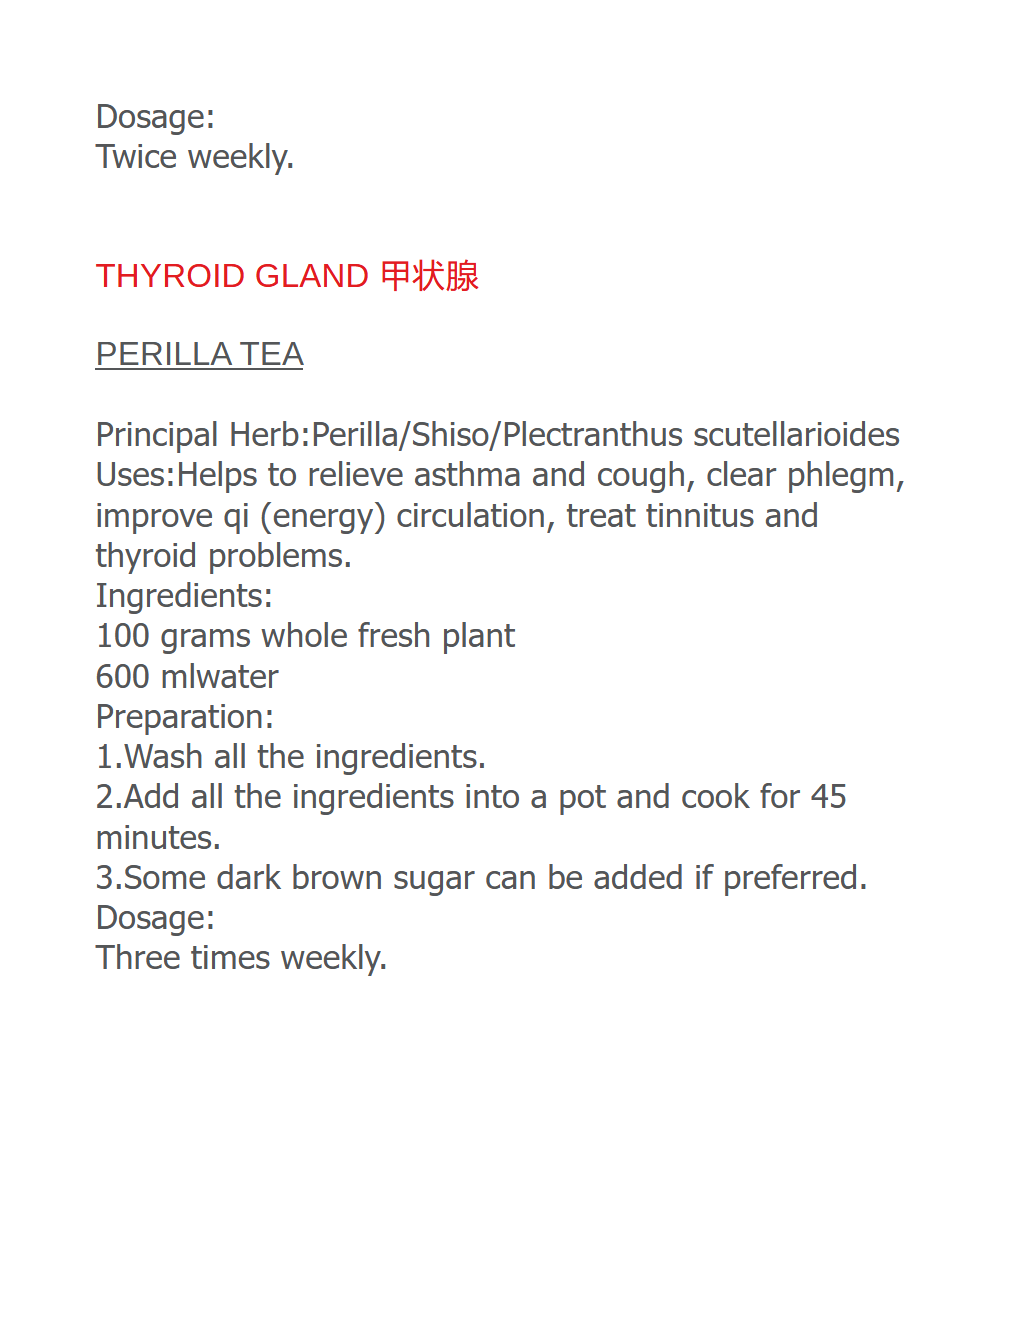 Dosage:
Twice weekly.
THYROID GLAND 甲状腺
PERILLA TEA
Principal Herb:Perilla/Shiso/Plectranthus scutellarioides
Uses:Helps to relieve asthma and cough, clear phlegm,
improve qi (energy) circulation, treat tinnitus and
thyroid problems.
Ingredients:
100 grams whole fresh plant
600 mlwater
Preparation:
1.Wash all the ingredients.
2.Add all the ingredients into a pot and cook for 45
minutes.
3.Some dark brown sugar can be added if preferred.
Dosage:
Three times weekly.